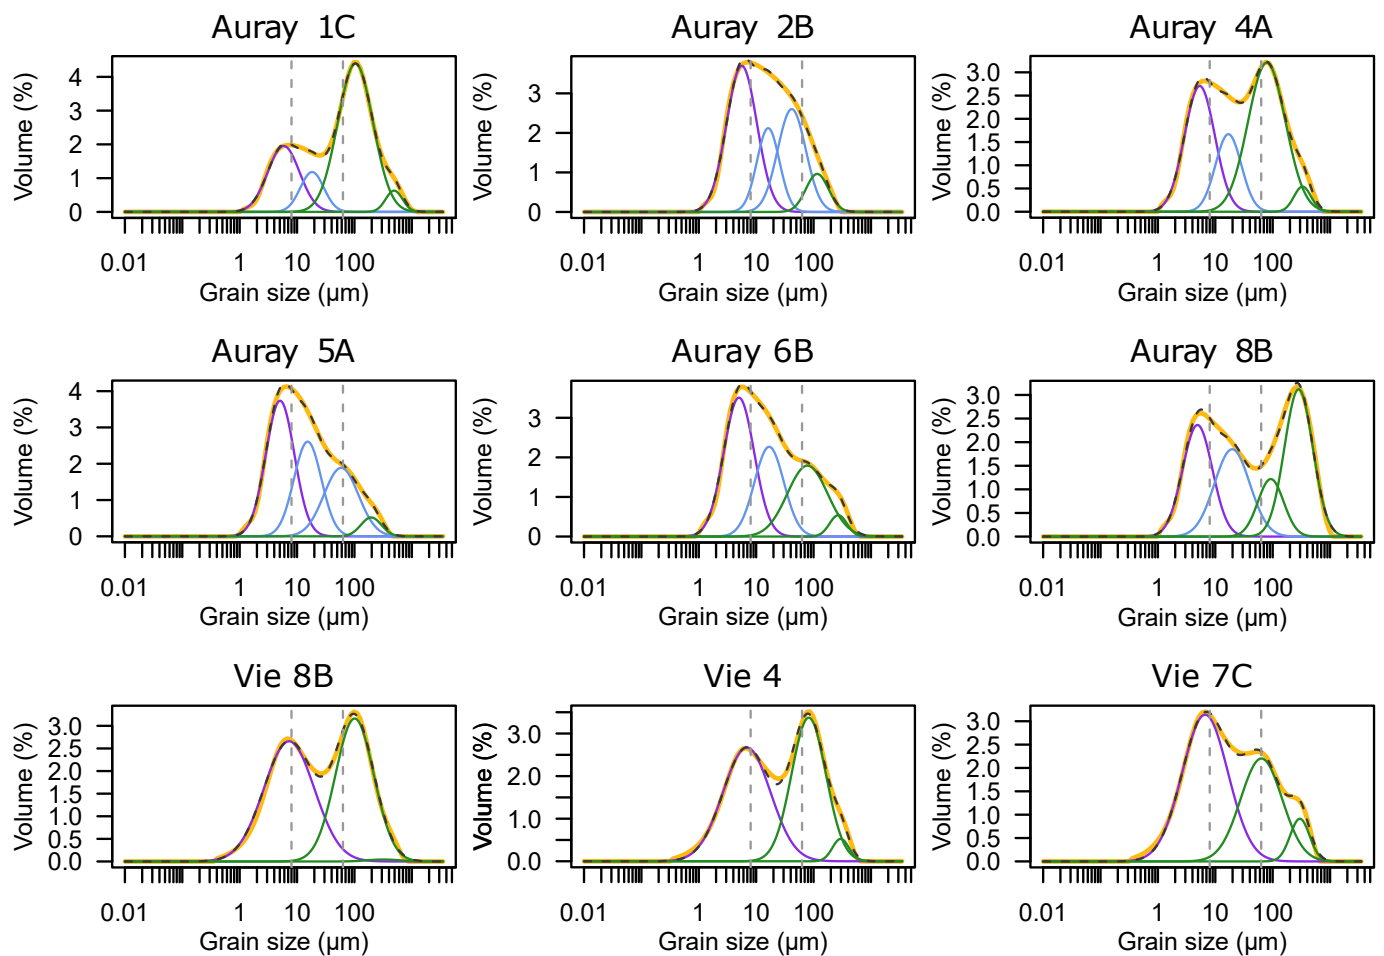 Auray 1C
Volume (%)
4
3
2
1
0
0.01 1 10 100
Grain size (µm)
Auray 2B
Volume (%)
3
2
1
0
0.01 1 10 100
Grain size (µm)
Auray 4A
Volume (%)
3.0
2.5
2.0
1.5
1.0
0.5
0.0
0.01 1 10 100
Grain size (µm)
Auray 5A
Volume (%)
4
3
2
1
0
0.01 1 10 100
Grain size (µm)
Auray 6B
Volume (%)
3
2
1
0
0.01 1 10 100
Grain size (µm)
Auray 8B
Volume (%)
3.0
2.5
2.0
1.5
1.0
0.5
0.0
0.01 1 10 100
Grain size (µm)
Vie 8B
Volume (%)
3.0
2.5
2.0
1.5
1.0
0.5
0.0
0.01 1 10 100
Grain size (µm)
Vie 4
Volume (%)
3.0
2.0
1.0
0.0
0.01 1 10 100
Grain size (µm)
Vie 7C
Volume (%)
3.0
2.5
2.0
1.5
1.0
0.5
0.0
0.01 1 10 100
Grain size (µm)